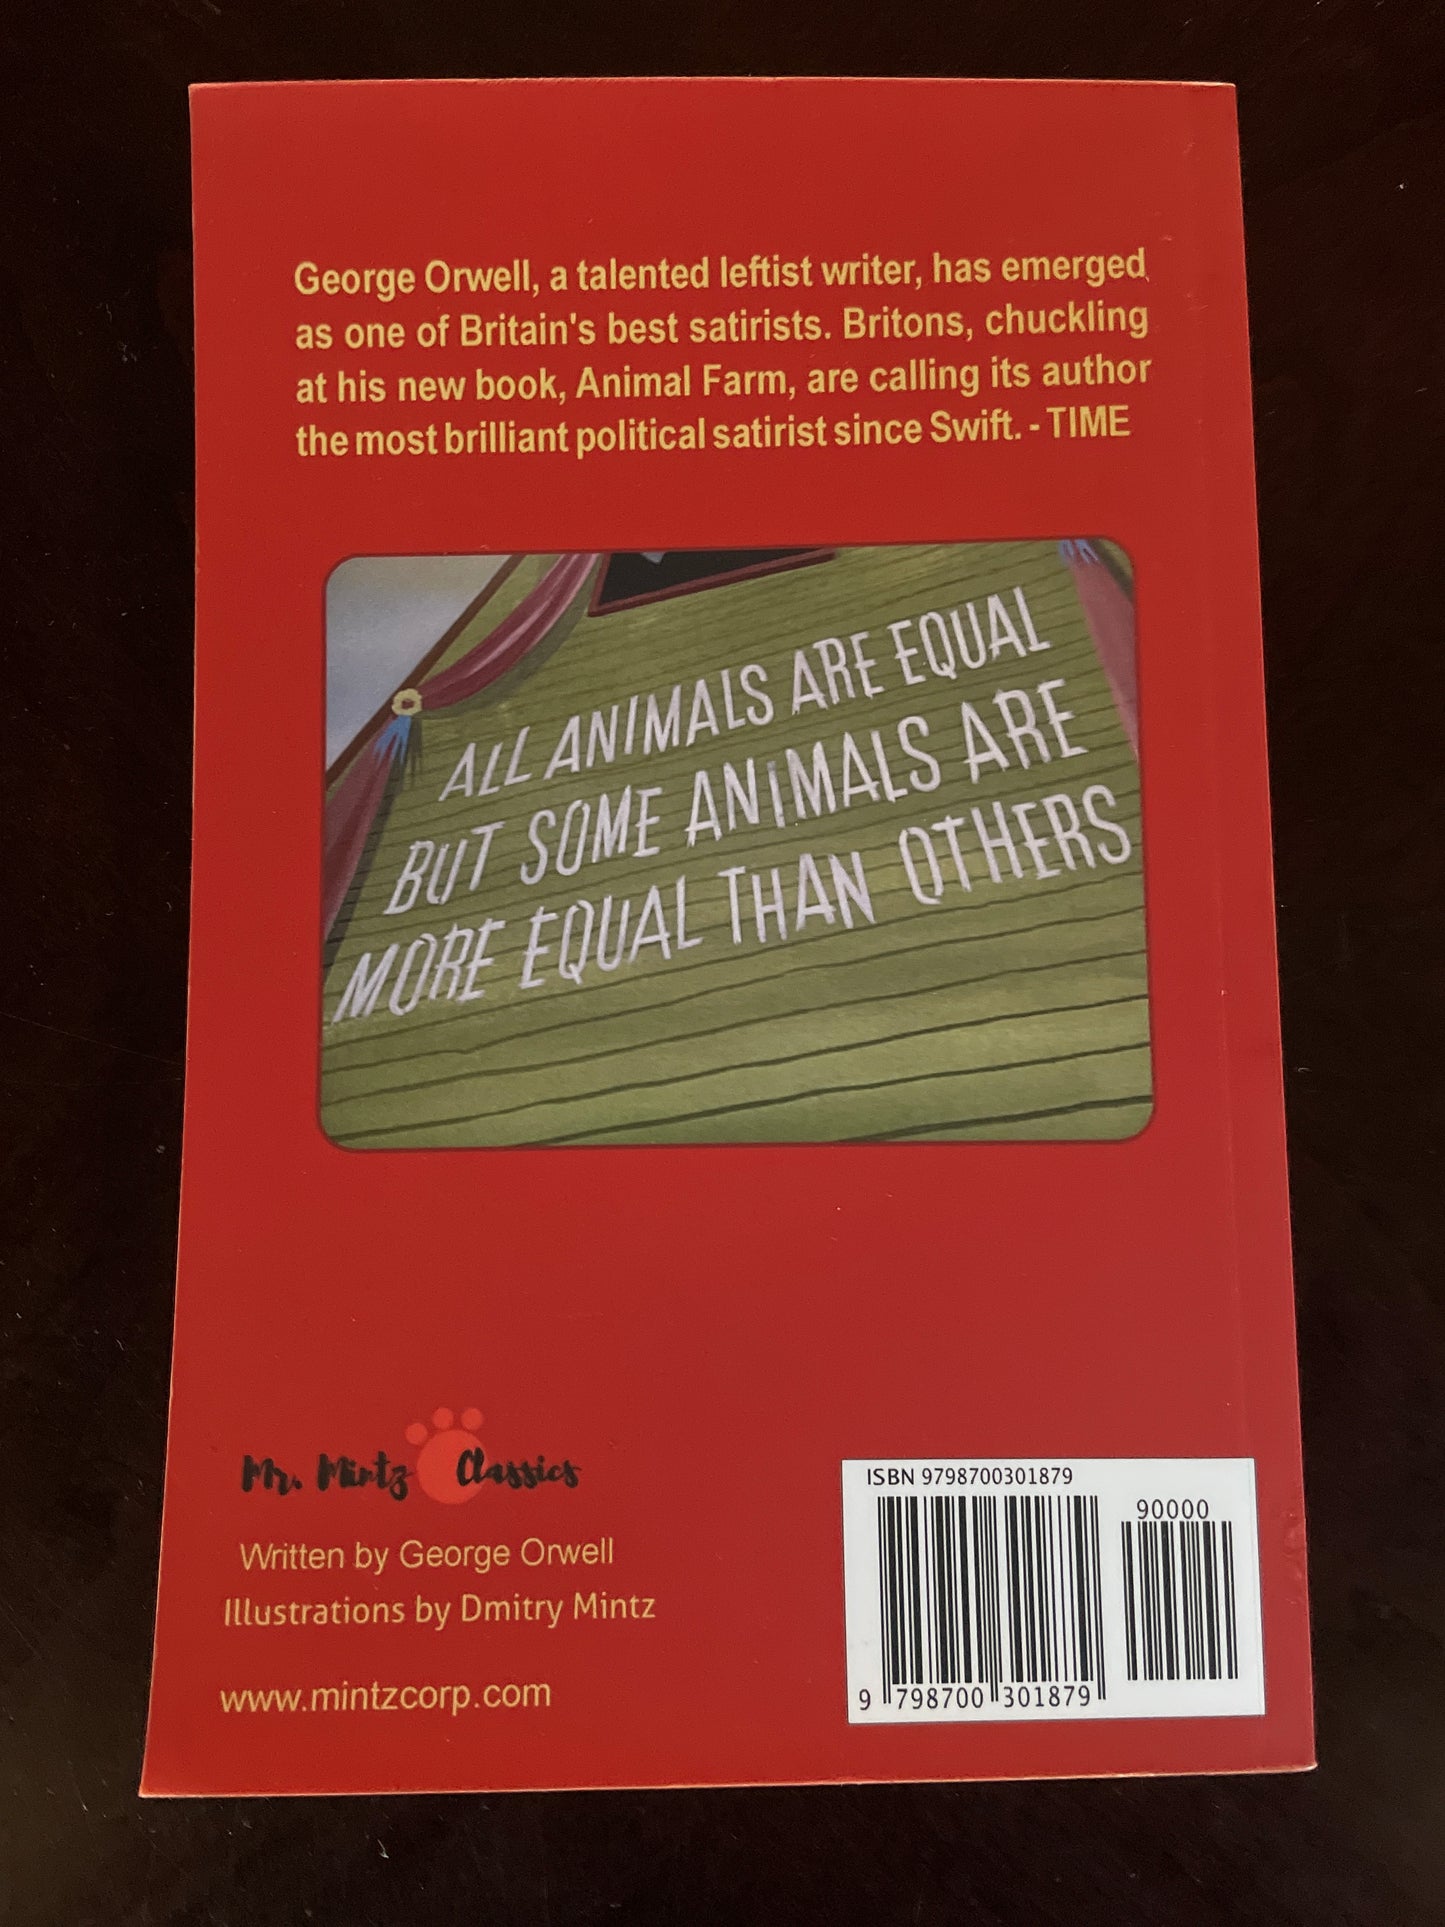 George Orwell, a talented leftist writer, has emerged
as one of Britain's best satirists. Britons, chuckling
at his new book, Animal Farm, are calling its author
the most brilliant political satirist since Swift. - TIME
ALL ANIMALS ARE EQUAL
BUT SOME ANIMALS ARE
MORE EQUAL THAN OTHERS
Mr. Mintz Classics
Written by George Orwell
Illustrations by Dmitry Mintz
www.mintzcorp.com
ISBN 9798700301879
90000
9 798700 301879